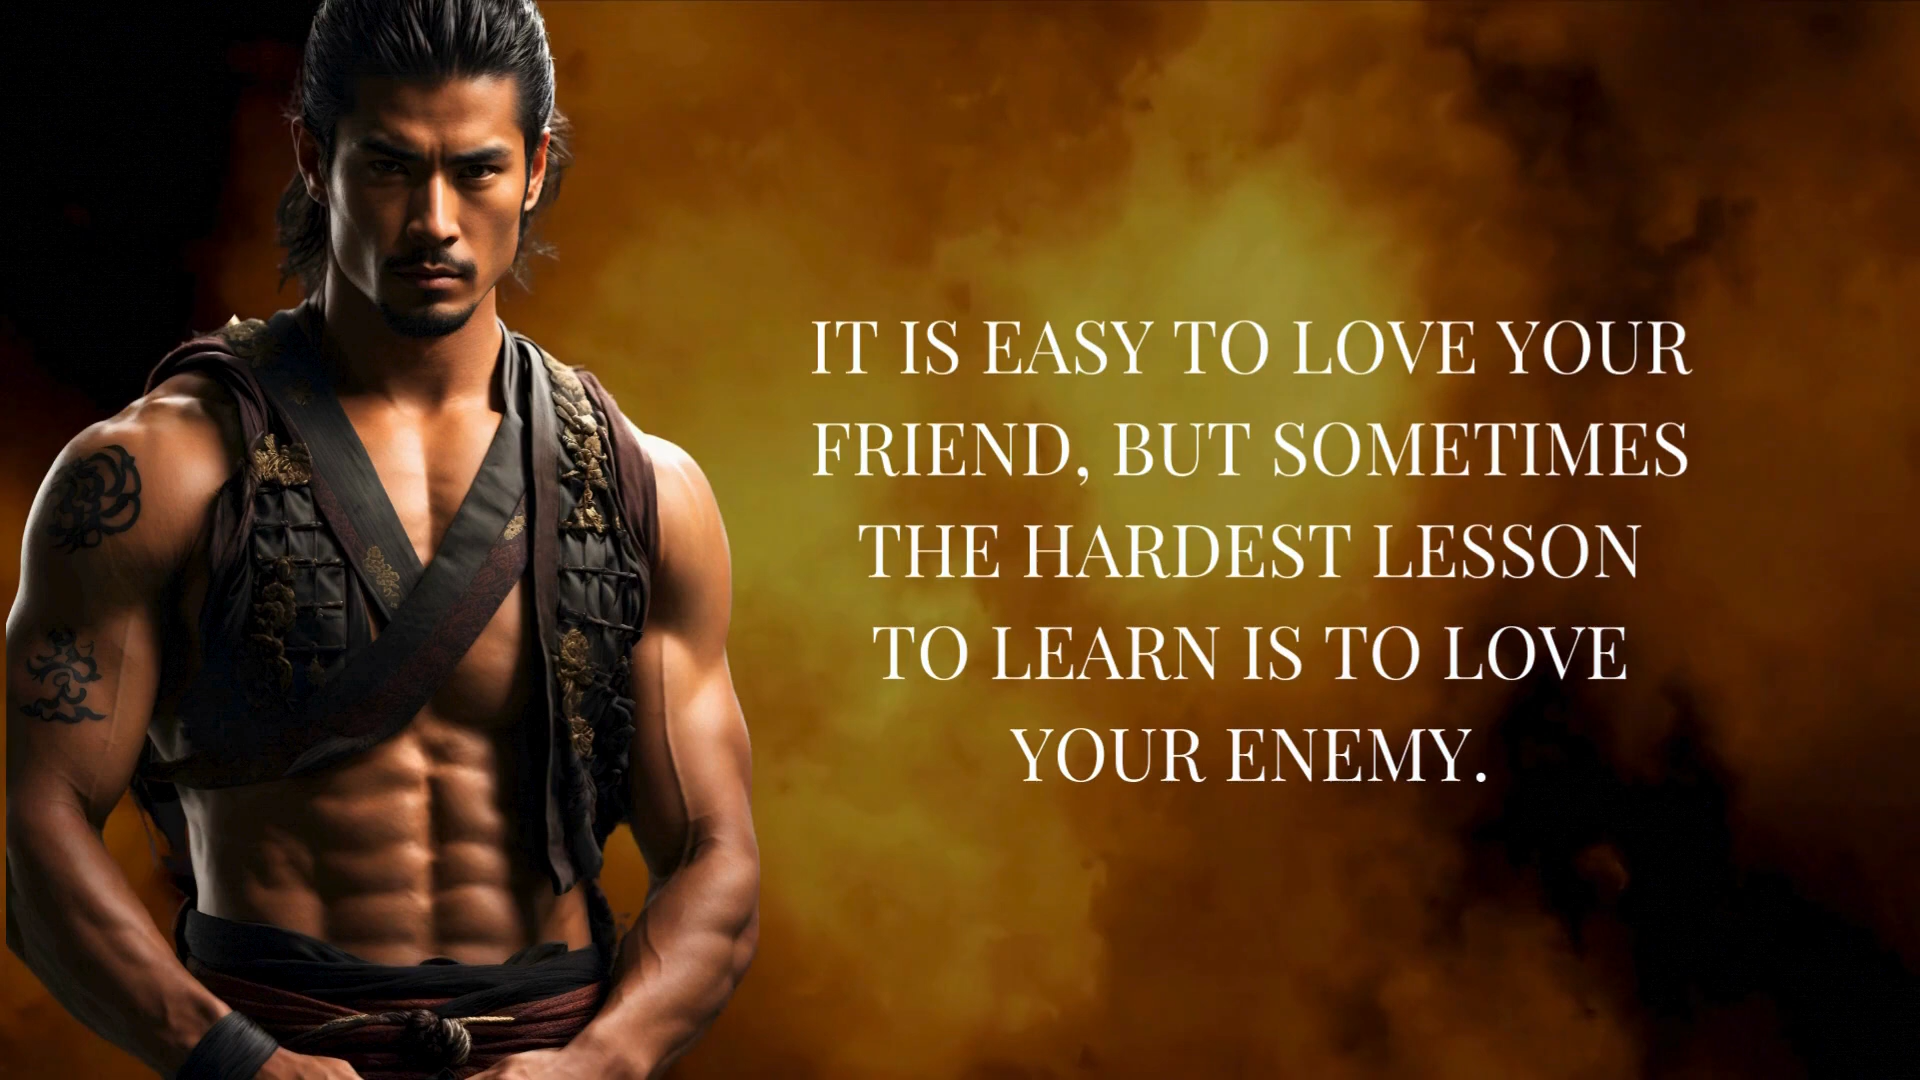 IT IS EASY TO LOVE YOUR
FRIEND, BUT SOMETIMES
THE HARDEST LESSON
TO LEARN IS TO LOVE
YOUR ENEMY.